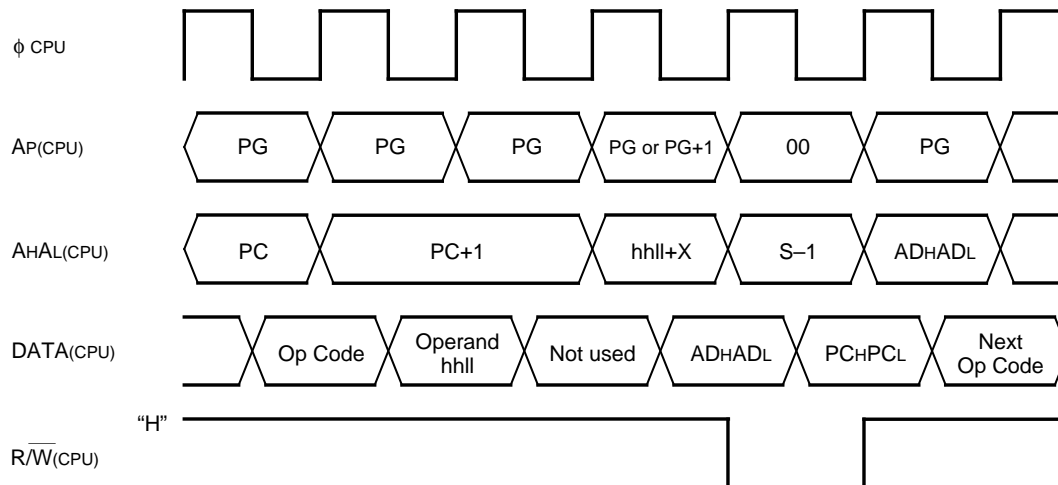 ϕ CPU
AP(CPU) PG PG PG PG or PG+1 00 PG
AHAL(CPU) PC PC+1 hhll+X S–1 ADHADL
DATA(CPU) Op Code Operand hhll Not used ADHADL PCHPCL Next Op Code
“H”
R/W̅(CPU)